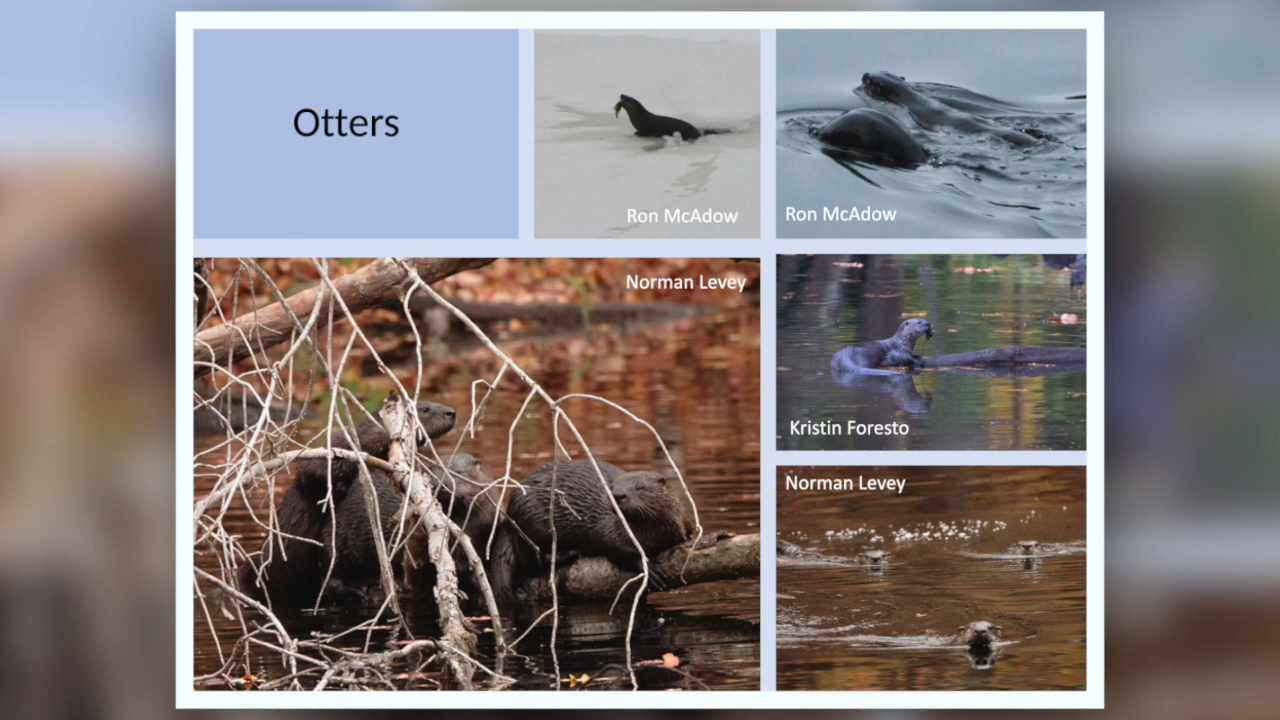 Otters
Ron McAdow
Ron McAdow
Norman Levey
Kristin Foresto
Norman Levey